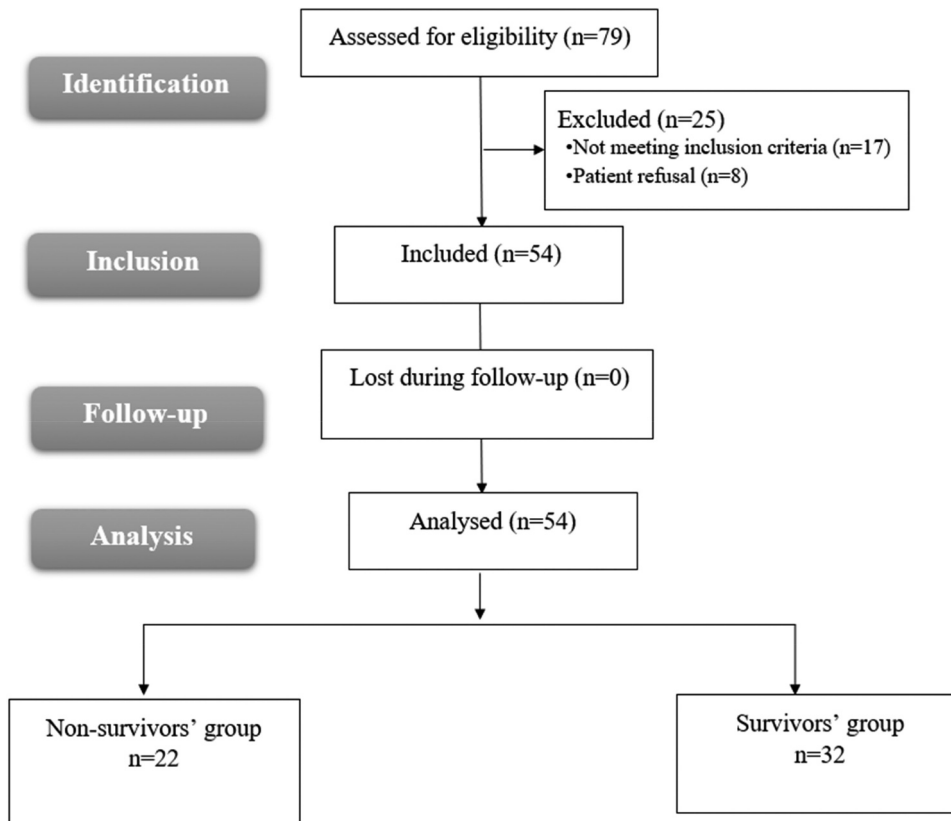 Assessed for eligibility (n=79)
Identification
Excluded (n=25)
•Not meeting inclusion criteria (n=17)
•Patient refusal (n=8)
Inclusion
Included (n=54)
Lost during follow-up (n=0)
Follow-up
Analysed (n=54)
Analysis
Non-survivors’ group
n=22
Survivors’ group
n=32